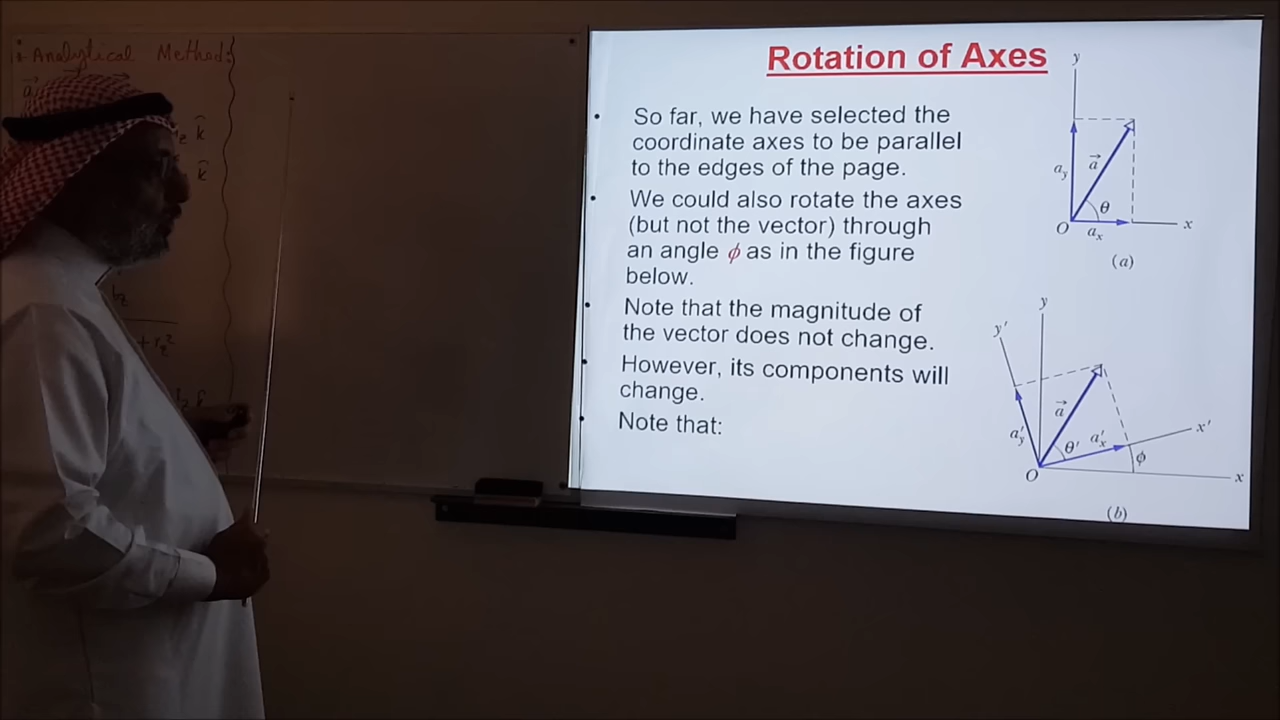 Analytical Method:
k̂
k̂
Rotation of Axes
• So far, we have selected the
coordinate axes to be parallel
to the edges of the page.
• We could also rotate the axes
(but not the vector) through
an angle ϕ as in the figure
below.
• Note that the magnitude of
the vector does not change.
• However, its components will
change.
• Note that:
y
a⃗
a_y
θ
O
a_x
x
(a)
y
y′
a⃗
a′_y
θ′
a′_x
x′
ϕ
O
x
(b)